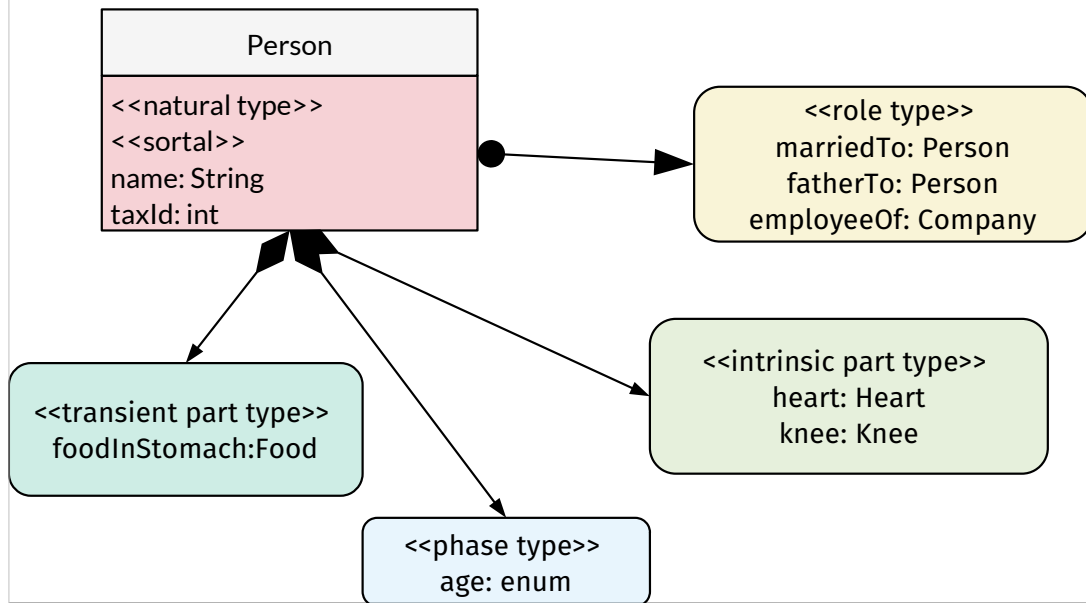 Person
<<natural type>>
<<sortal>>
name: String
taxId: int
<<role type>>
marriedTo: Person
fatherTo: Person
employeeOf: Company
<<intrinsic part type>>
heart: Heart
knee: Knee
<<transient part type>>
foodInStomach:Food
<<phase type>>
age: enum